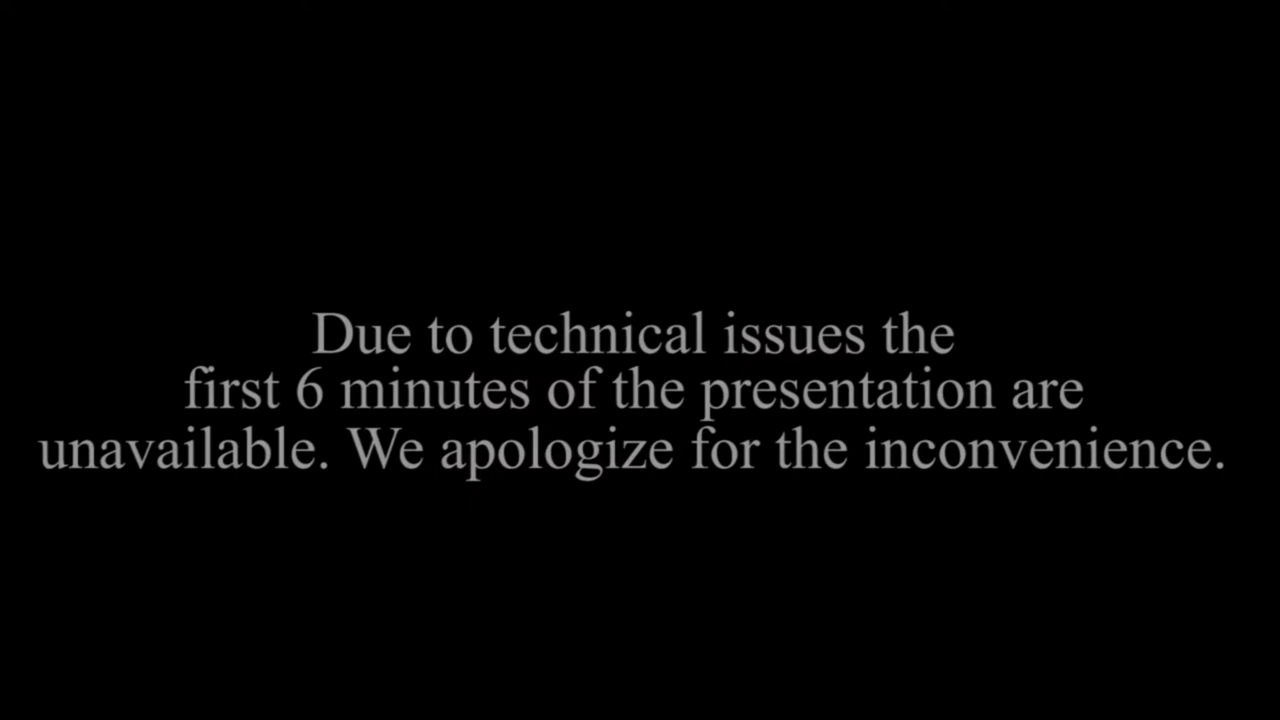 Due to technical issues the
first 6 minutes of the presentation are
unavailable. We apologize for the inconvenience.